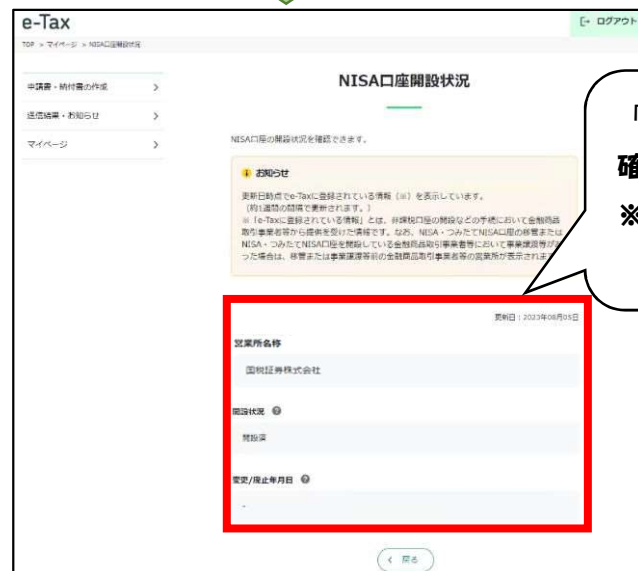 e-Tax
ログアウト
TOP > マイページ > NISA口座開設状況
申請書・納付書の作成
送信結果・お知らせ
マイページ
NISA口座開設状況
NISA口座の開設状況を確認できます。
お知らせ
更新日時点でe-Taxに登録されている情報（※）を表示しています。
（約1週間の間隔で更新されます。）
※「e-Taxに登録されている情報」とは、非課税口座の開設などの手続において金融商品
取引事業者等から提供を受けた情報です。なお、NISA・つみたてNISA口座の移管または
NISA・つみたてNISA口座を開設している金融商品取引事業者等において事業譲渡等があ
った場合は、移管または事業譲渡等前の金融商品取引事業者等の営業所が表示されます
確
※
更新日：2023年08月05日
営業所名称
国税証券株式会社
開設状況
開設済
変更/廃止年月日
-
戻る